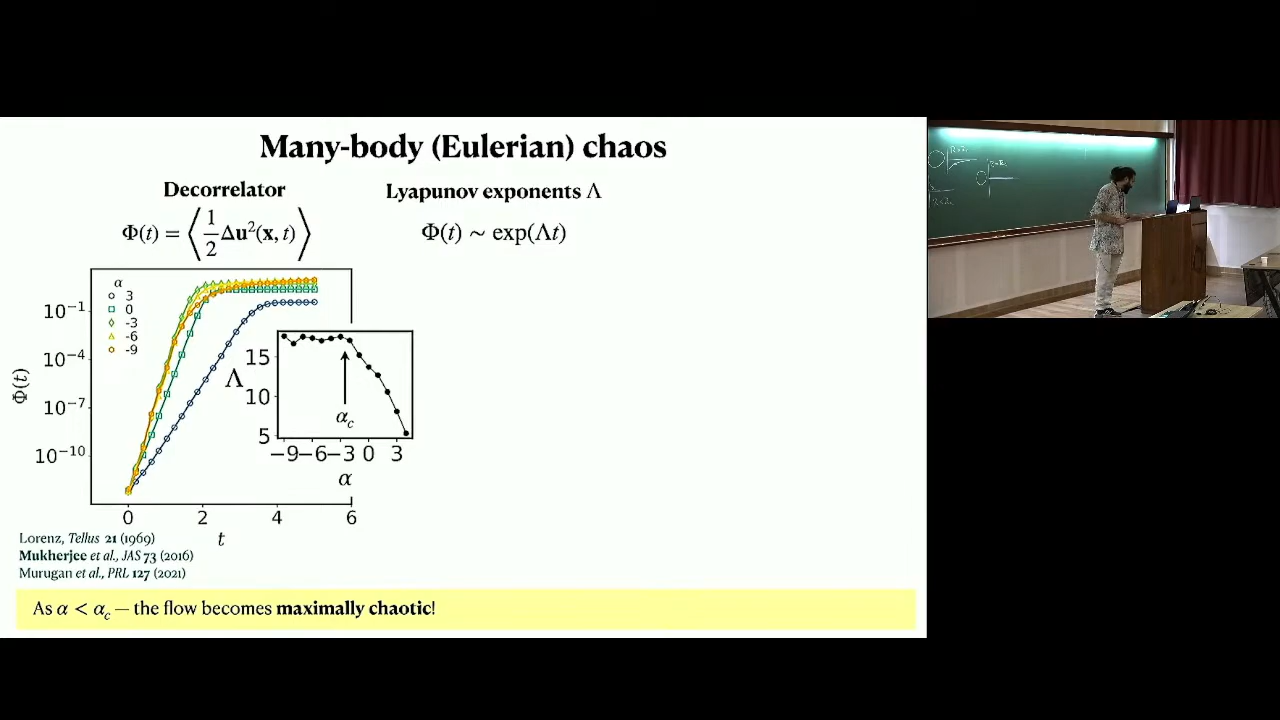 Many-body (Eulerian) chaos
Decorrelator
Lyapunov exponents Λ
Φ(t) = ⟨ 1/2 Δu²(x, t) ⟩
Φ(t) ∼ exp(Λt)
α
3
0
-3
-6
-9
10⁻¹
10⁻⁴
10⁻⁷
10⁻¹⁰
Φ(t)
0 2 4 6
t
Λ
15
10
5
α_c
−9 −6 −3 0 3
α
Lorenz, Tellus 21 (1969)
Mukherjee et al., JAS 73 (2016)
Murugan et al., PRL 127 (2021)
As α < α_c — the flow becomes maximally chaotic!